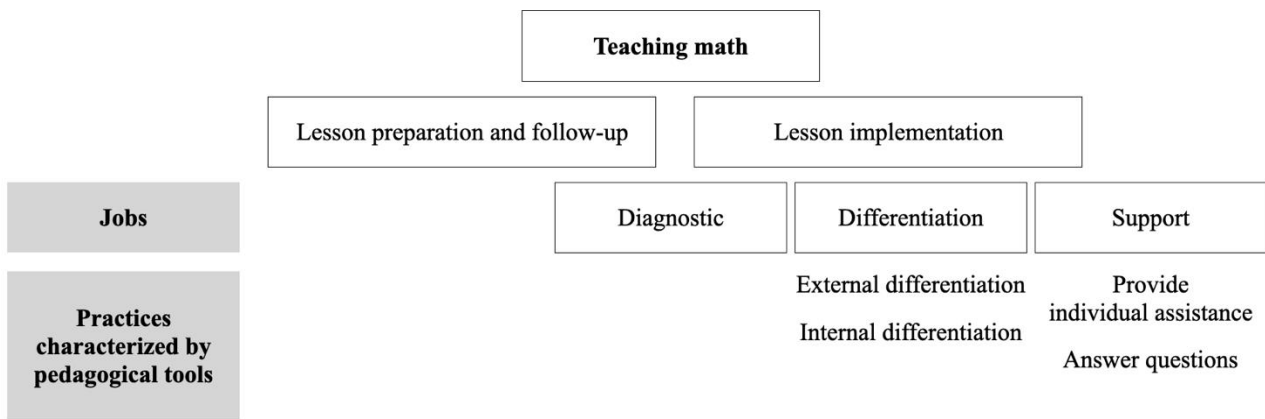 Teaching math
Lesson preparation and follow-up
Lesson implementation
Jobs
Diagnostic
Differentiation
Support
Practices
characterized by
pedagogical tools
External differentiation
Internal differentiation
Provide
individual assistance
Answer questions